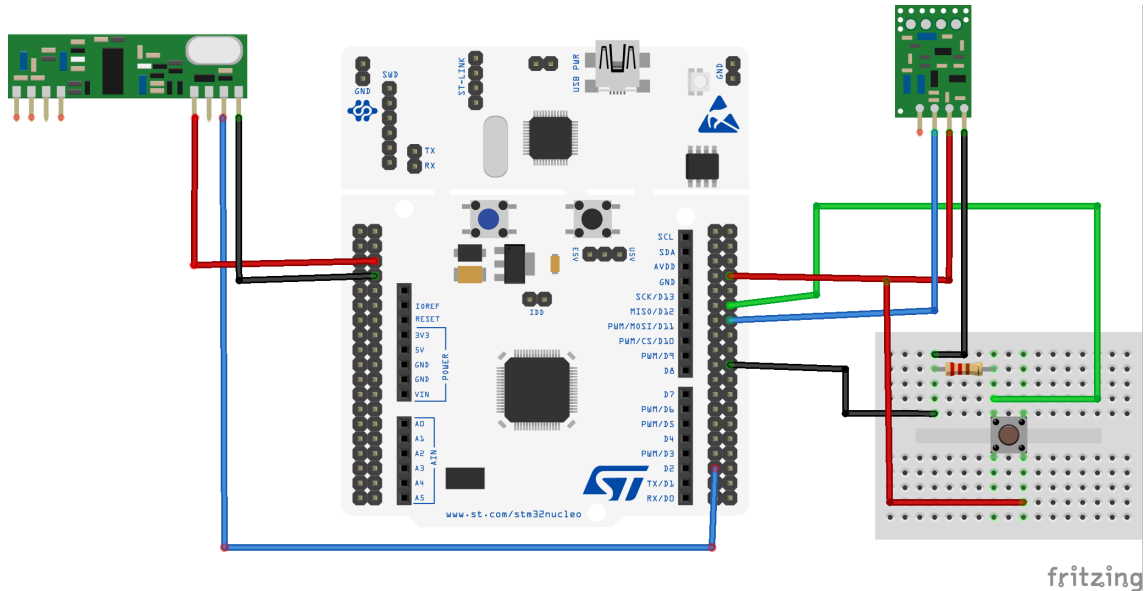 GND
SWD
ST-LINK
USB PWR
GND
TX
RX
E5V
U5V
IDD
IOREF
RESET
3V3
5V
GND
GND
VIN
POWER
A0
A1
A2
A3
A4
A5
AIN
SCL
SDA
AVDD
GND
SCK/D13
MISO/D12
PWM/MOSI/D11
PWM/CS/D10
PWM/D9
D8
D7
PWM/D6
PWM/D5
D4
PWM/D3
D2
TX/D1
RX/D0
www.st.com/stm32nucleo
fritzing